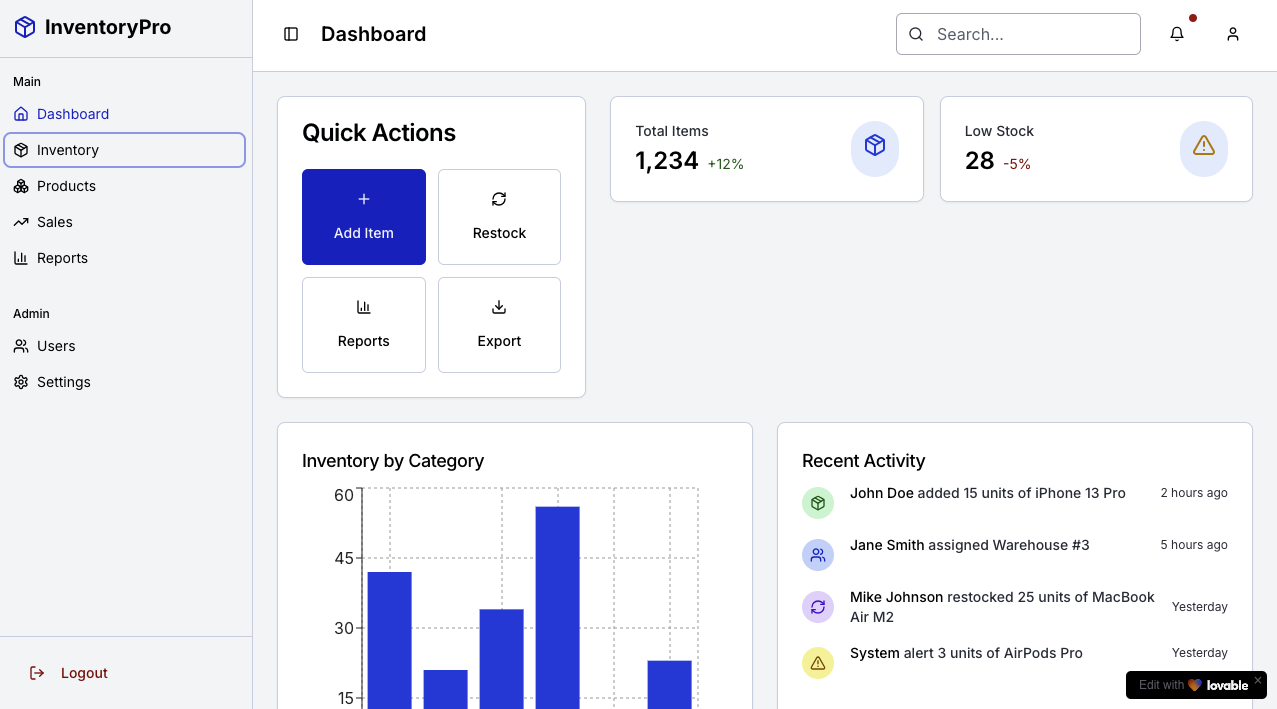 InventoryPro
Main
Dashboard
Inventory
Products
Sales
Reports
Admin
Users
Settings
Logout
Dashboard
Search...
Quick Actions
Add Item
Restock
Reports
Export
Total Items
1,234 +12%
Low Stock
28 -5%
Inventory by Category
60
45
30
15
Recent Activity
John Doe added 15 units of iPhone 13 Pro 2 hours ago
Jane Smith assigned Warehouse #3 5 hours ago
Mike Johnson restocked 25 units of MacBook
Air M2
Yesterday
System alert 3 units of AirPods Pro Yesterday
Edit with lovable